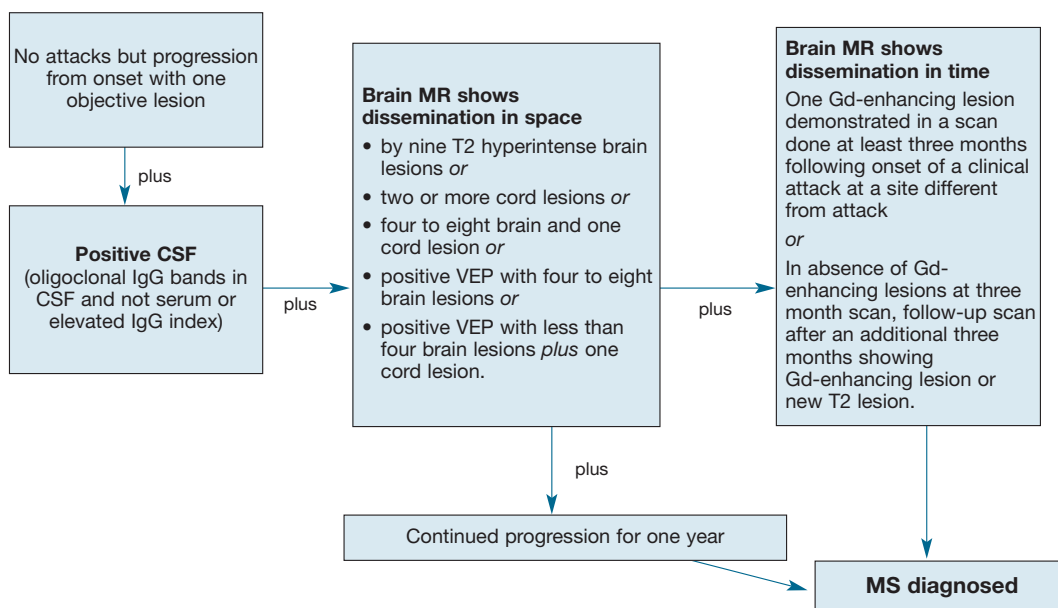 No attacks but progression
from onset with one
objective lesion
plus
Positive CSF
(oligoclonal IgG bands in
CSF and not serum or
elevated IgG index)
plus
Brain MR shows
dissemination in space
• by nine T2 hyperintense brain
lesions or
• two or more cord lesions or
• four to eight brain and one
cord lesion or
• positive VEP with four to eight
brain lesions or
• positive VEP with less than
four brain lesions plus one
cord lesion.
plus
Brain MR shows
dissemination in time
One Gd-enhancing lesion
demonstrated in a scan
done at least three months
following onset of a clinical
attack at a site different
from attack
or
In absence of Gd-
enhancing lesions at three
month scan, follow-up scan
after an additional three
months showing
Gd-enhancing lesion or
new T2 lesion.
plus
Continued progression for one year
MS diagnosed